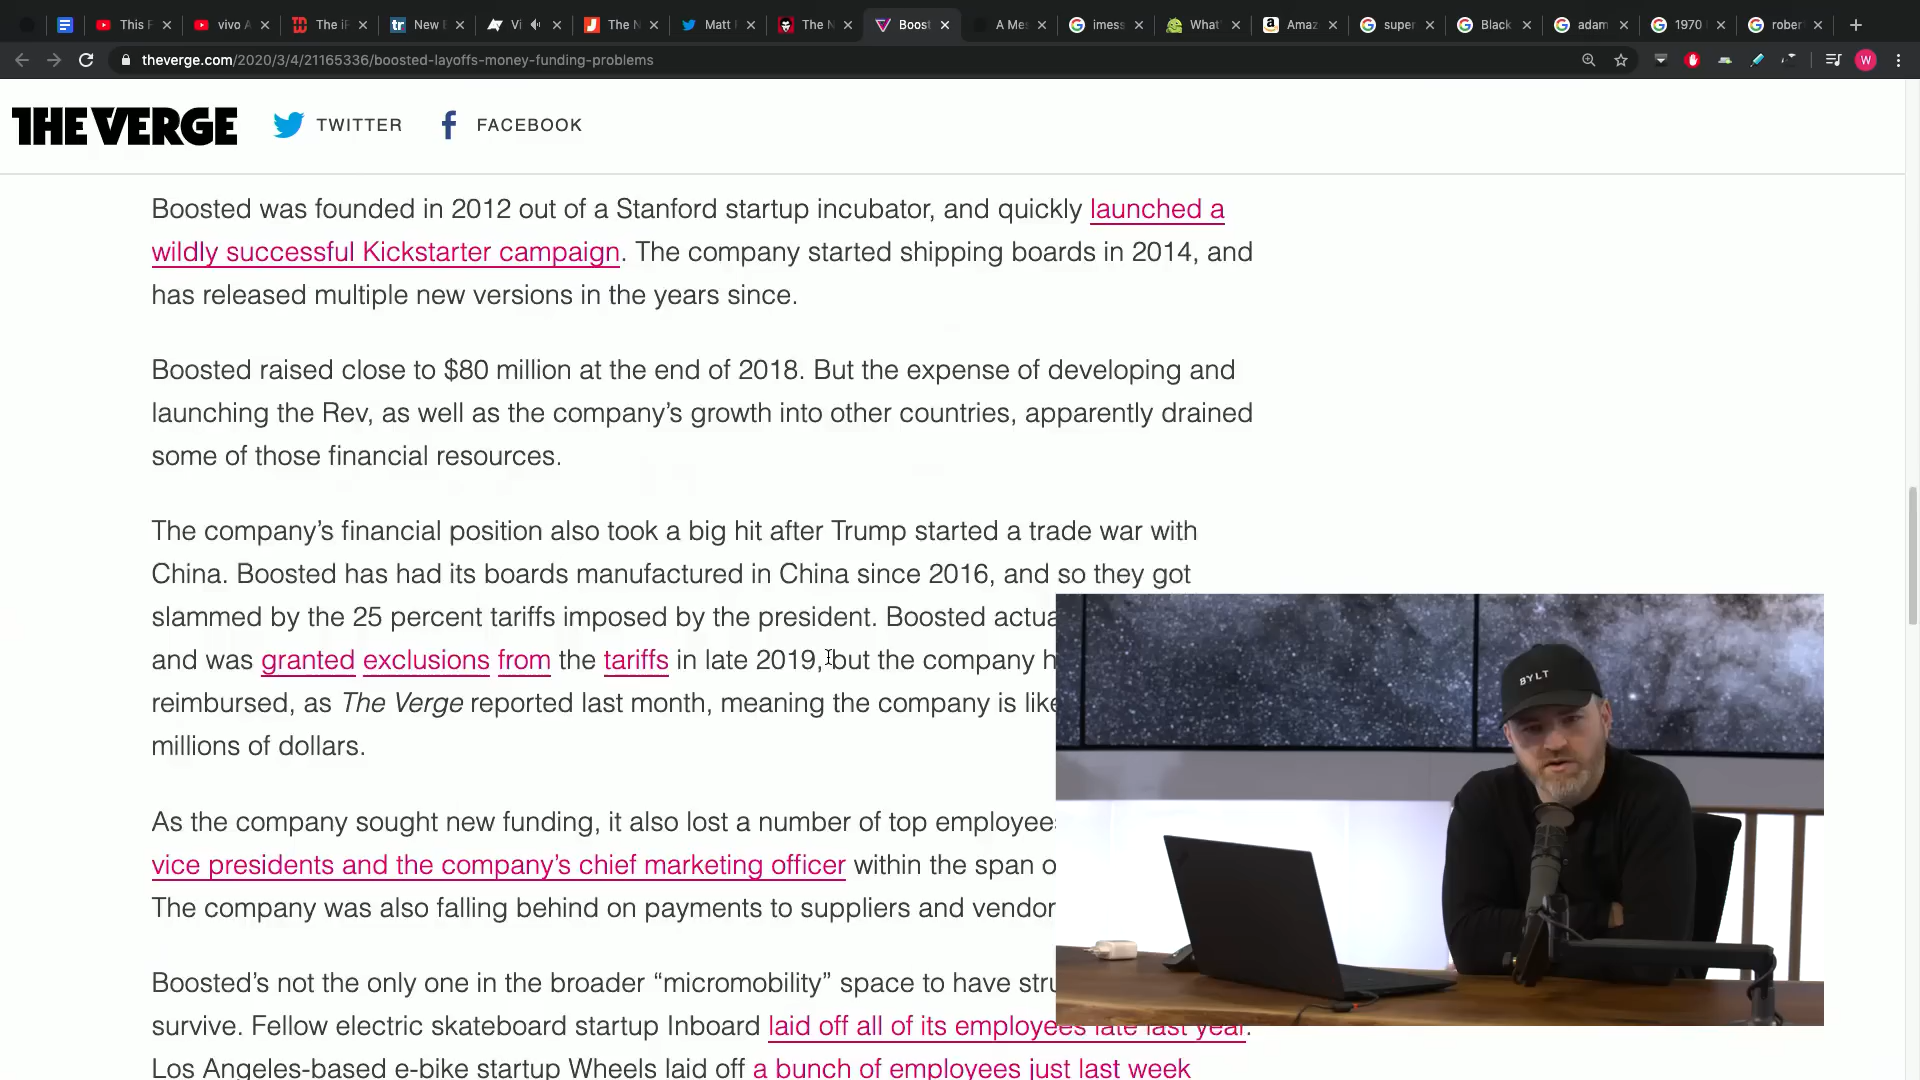 This F
vivo A
The iP
New E
Vi
The N
Matt
The N
Boost
A Mes
imess
What'
Amaz
super
Black
adam
1970
rober
theverge.com/2020/3/4/21165336/boosted-layoffs-money-funding-problems
W
THE VERGE
TWITTER
FACEBOOK
Boosted was founded in 2012 out of a Stanford startup incubator, and quickly launched a
wildly successful Kickstarter campaign. The company started shipping boards in 2014, and
has released multiple new versions in the years since.
Boosted raised close to $80 million at the end of 2018. But the expense of developing and
launching the Rev, as well as the company’s growth into other countries, apparently drained
some of those financial resources.
The company’s financial position also took a big hit after Trump started a trade war with
China. Boosted has had its boards manufactured in China since 2016, and so they got
slammed by the 25 percent tariffs imposed by the president. Boosted actua
and was granted exclusions from the tariffs in late 2019, but the company h
reimbursed, as The Verge reported last month, meaning the company is like
millions of dollars.
As the company sought new funding, it also lost a number of top employees
vice presidents and the company’s chief marketing officer within the span o
The company was also falling behind on payments to suppliers and vendor
Boosted’s not the only one in the broader “micromobility” space to have stru
survive. Fellow electric skateboard startup Inboard laid off all of its employees late last year.
Los Angeles-based e-bike startup Wheels laid off a bunch of employees just last week
BYLT